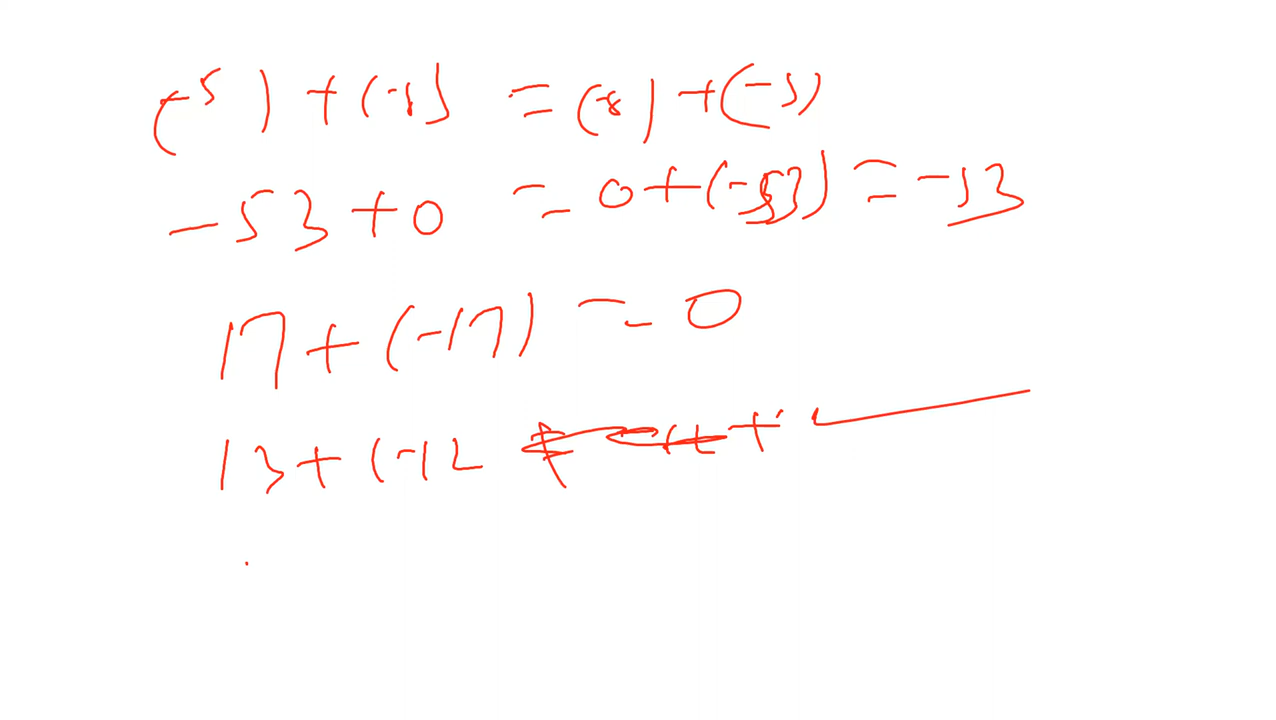 (-5) + (-8) = (-8) + (-5)
-53 + 0 = 0 + (-53) = -53
17 + (-17) = 0
13 + (-12 +